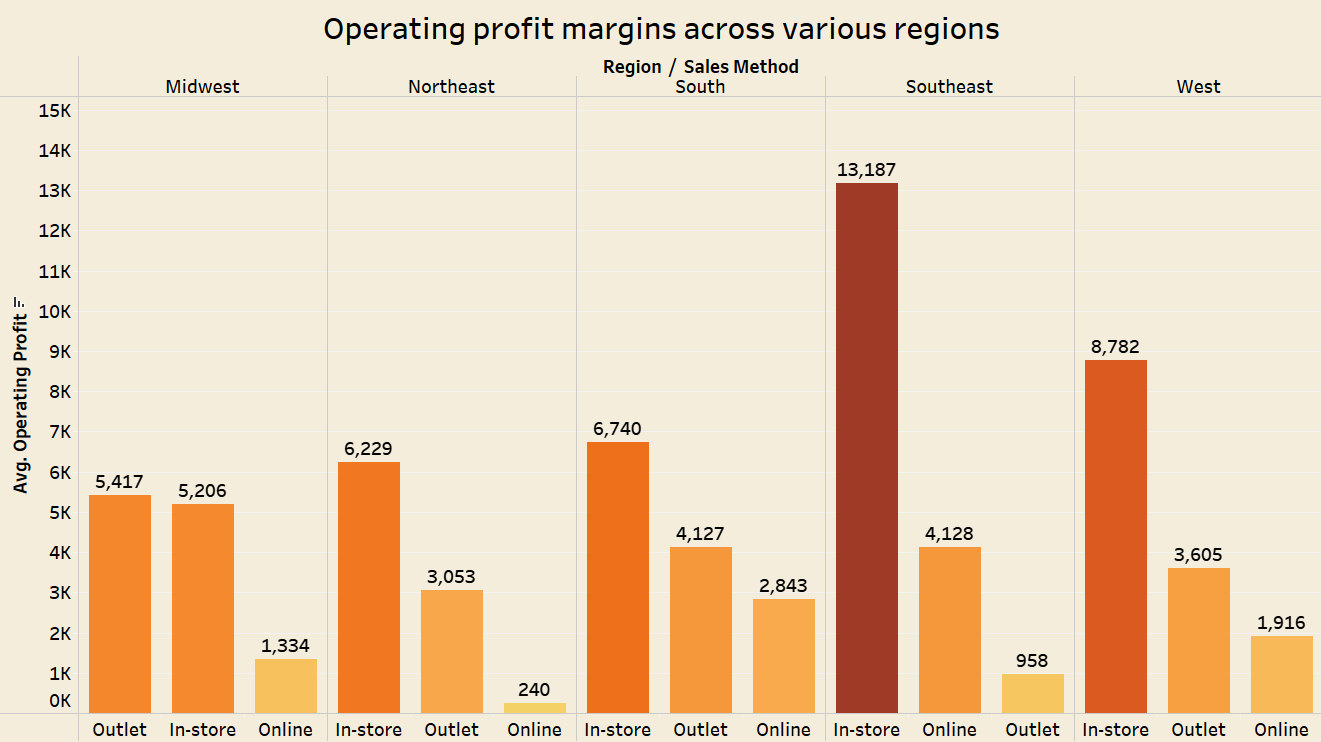 Operating profit margins across various regions
Region / Sales Method
Midwest Northeast South Southeast West
Avg. Operating Profit
15K
14K
13K
12K
11K
10K
9K
8K
7K
6K
5K
4K
3K
2K
1K
0K
5,417 5,206 1,334 6,229 3,053 240 6,740 4,127 2,843 13,187 4,128 958 8,782 3,605 1,916
Outlet In-store Online In-store Outlet Online In-store Outlet Online In-store Online Outlet In-store Outlet Online